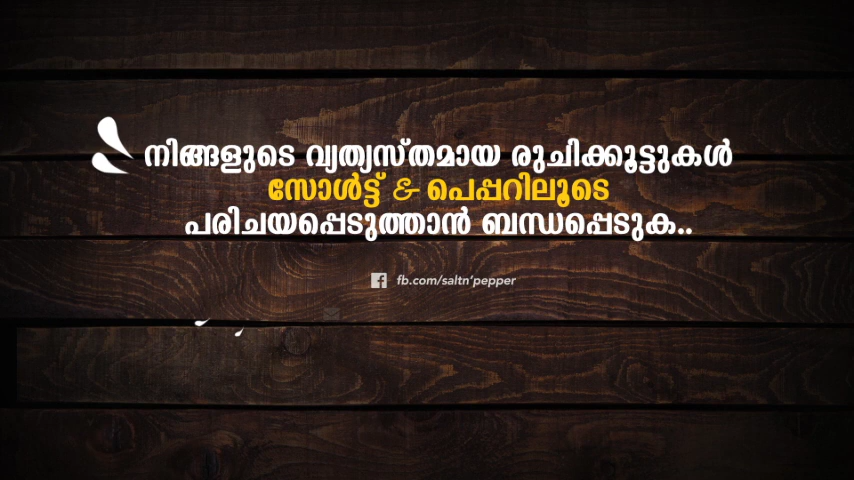 നിങ്ങളുടെ വ്യത്യസ്തമായ രുചിക്കൂട്ടുകൾ
സോൾട്ട് & പെപ്പറിലൂടെ
പരിചയപ്പെടുത്താൻ ബന്ധപ്പെടുക..
fb.com/saltn'pepper